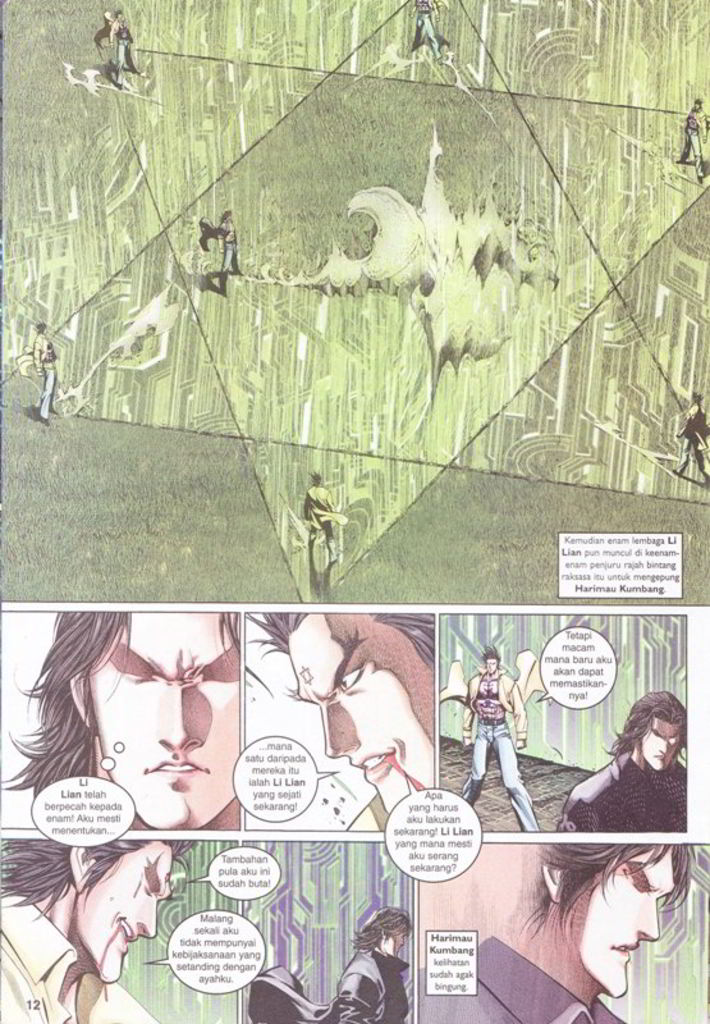 Kemudian enam lembaga Li
Lian pun muncul di keenam-
enam penjuru rajah bintang
raksasa itu untuk mengepung
Harimau Kumbang.
Li
Lian telah
berpecah kepada
enam! Aku mesti
menentukan...
...mana
satu daripada
mereka itu
ialah Li Lian
yang sejati
sekarang!
Tetapi
macam
mana baru aku
akan dapat
memastikan-
nya!
Apa
yang harus
aku lakukan
sekarang! Li Lian
yang mana mesti
aku serang
sekarang?
Tambahan
pula aku ini
sudah buta!
Malang
sekali aku
tidak mempunyai
kebijaksanaan yang
setanding dengan
ayahku.
Harimau
Kumbang
kelihatan
sudah agak
bingung.
12